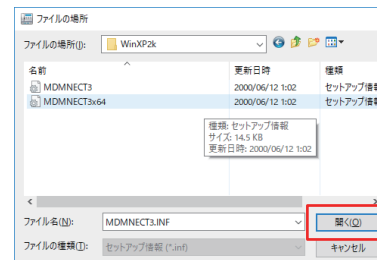 ファイルの場所
ファイルの場所(I):
WinXP2k
名前
更新日時
種類
MDMNECT3
2000/06/12 1:02
セットアップ情報
MDMNECT3x64
2000/06/12 1:02
セットアップ情報
種類: セットアップ情報
サイズ: 14.5 KB
更新日時: 2000/06/12 1:02
ファイル名(N):
MDMNECT3.INF
開く(O)
ファイルの種類(T):
セットアップ情報 (*.inf)
キャンセル